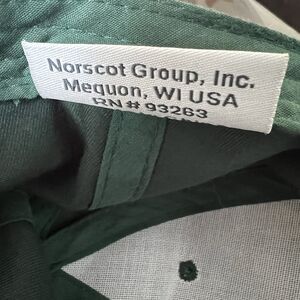 Norscot Group, Inc.
Mequon, WI USA
RN # 93263